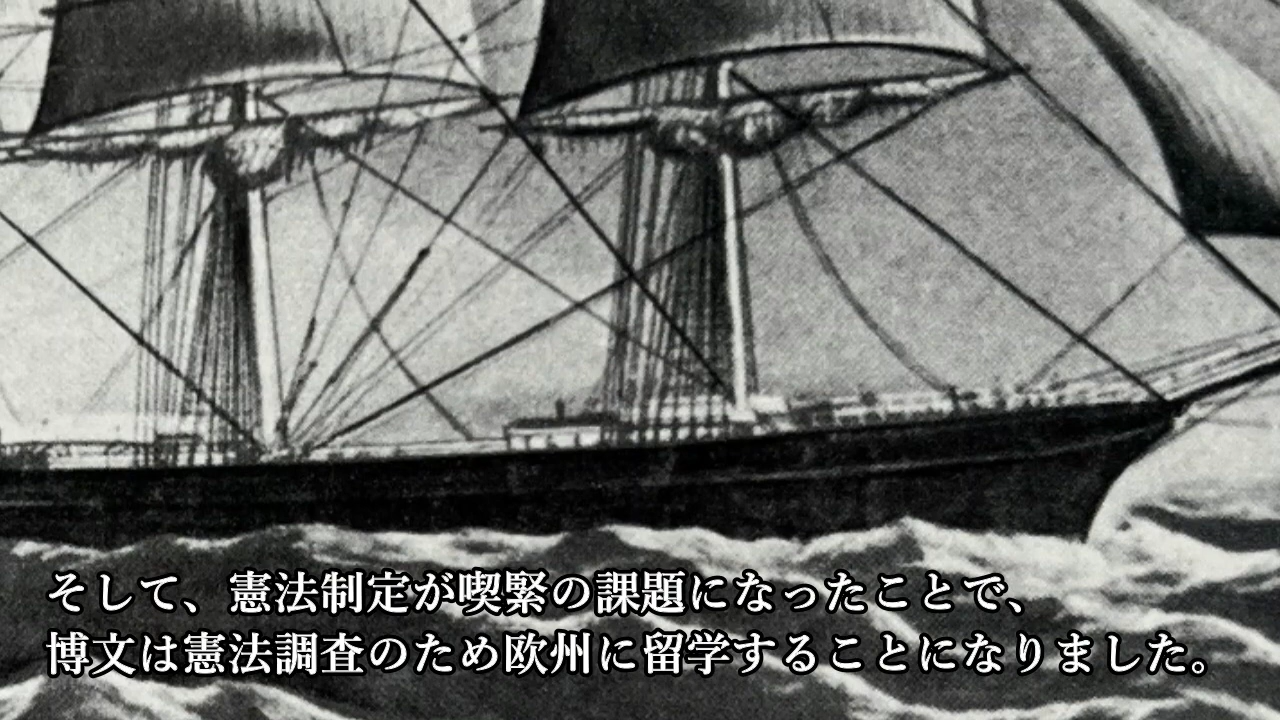 そして、憲法制定が喫緊の課題になったことで、
博文は憲法調査のため欧州に留学することになりました。